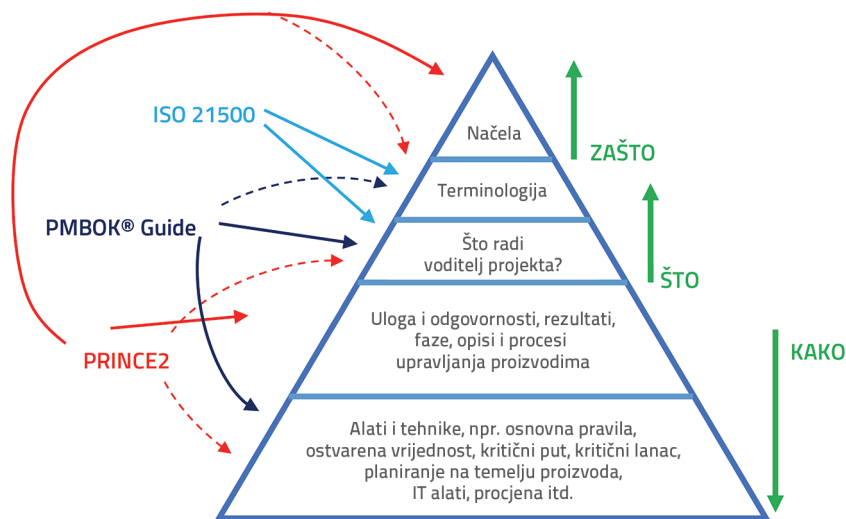 ISO 21500
PMBOK® Guide
PRINCE2
Načela
Terminologija
Što radi
voditelj projekta?
Uloga i odgovornosti, rezultati,
faze, opisi i procesi
upravljanja proizvodima
Alati i tehnike, npr. osnovna pravila,
ostvarena vrijednost, kritični put, kritični lanac,
planiranje na temelju proizvoda,
IT alati, procjena itd.
ZAŠTO
ŠTO
KAKO